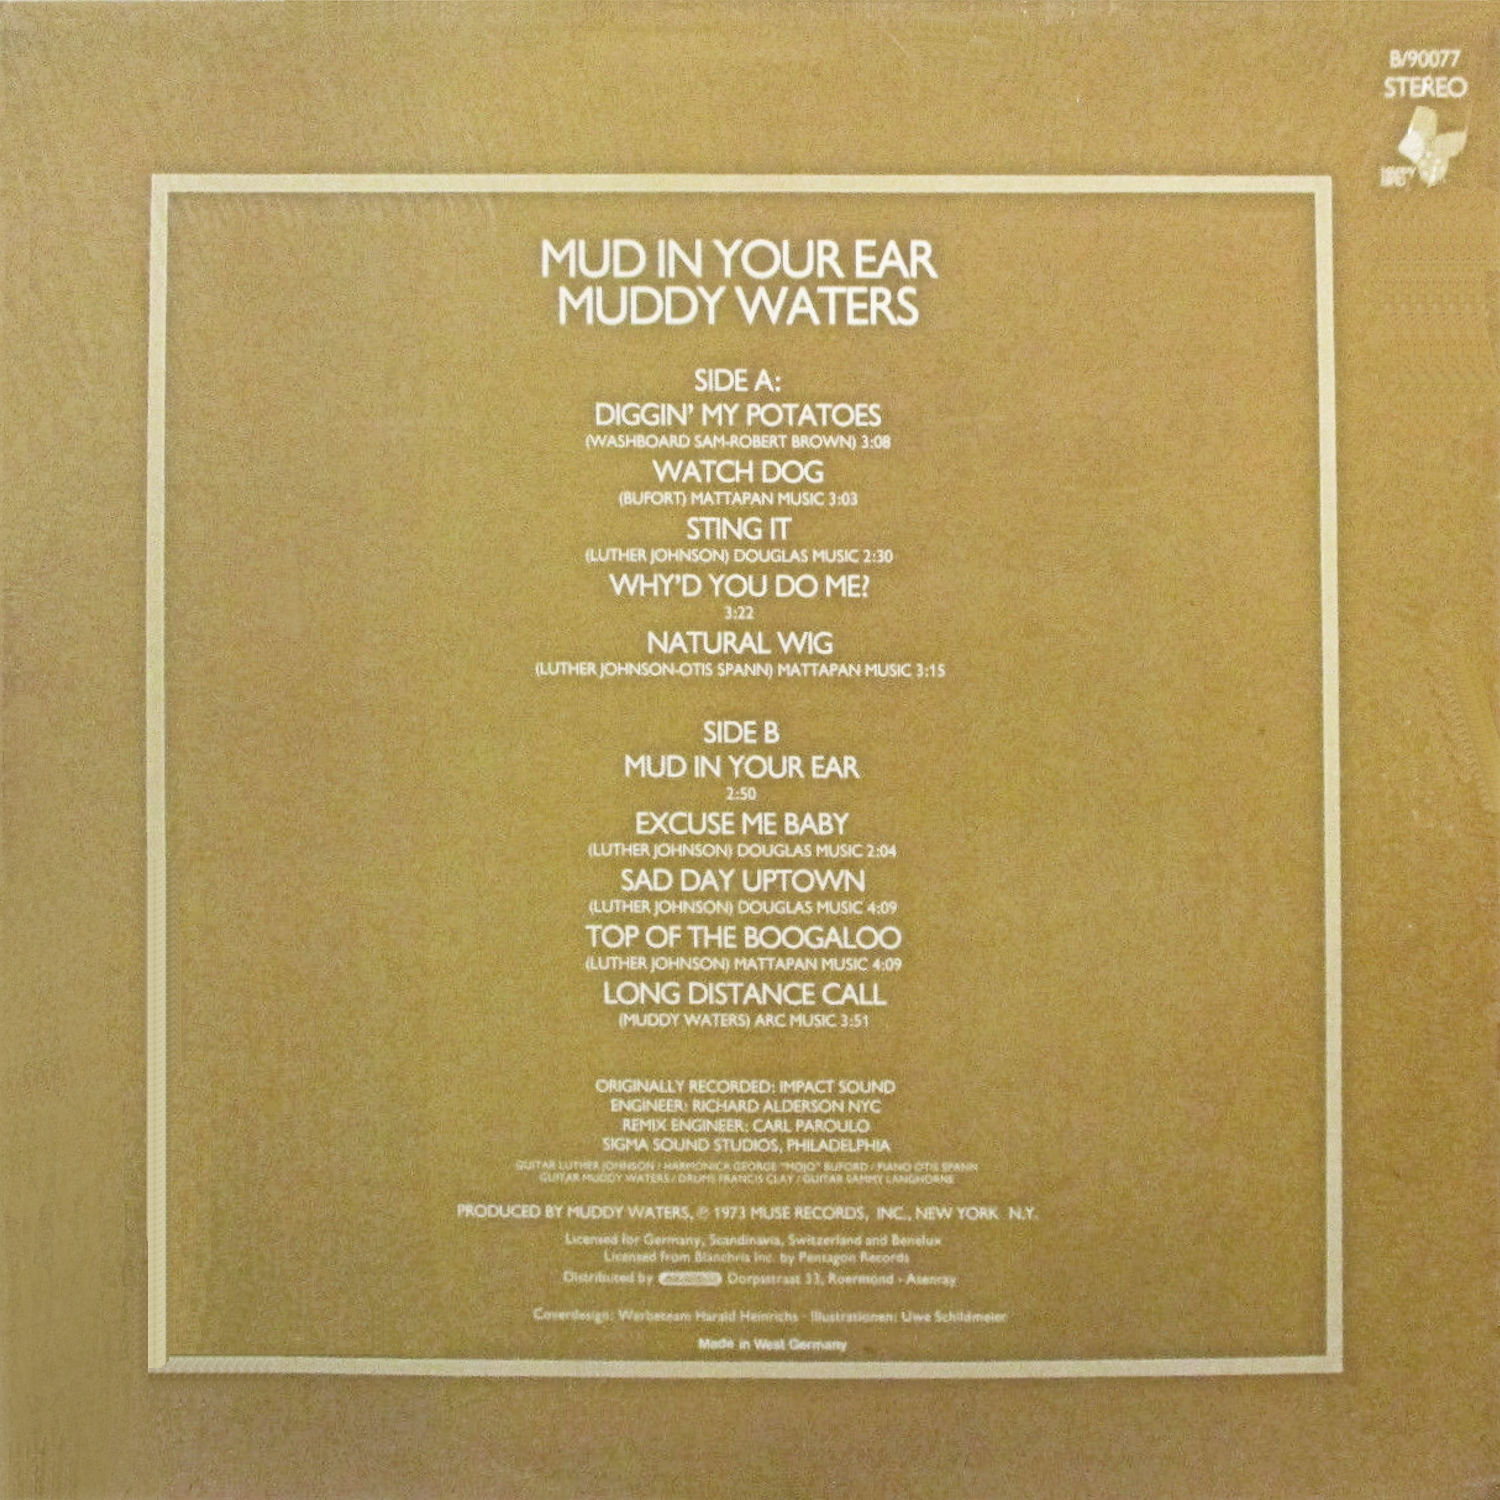 B/90077
STEREO
MUD IN YOUR EAR
MUDDY WATERS
SIDE A:
DIGGIN' MY POTATOES
(WASHBOARD SAM-ROBERT BROWN) 3:08
WATCH DOG
(BUFORT) MATTAPAN MUSIC 3:03
STING IT
(LUTHER JOHNSON) DOUGLAS MUSIC 2:30
WHY'D YOU DO ME?
3:22
NATURAL WIG
(LUTHER JOHNSON-OTIS SPANN) MATTAPAN MUSIC 3:15
SIDE B
MUD IN YOUR EAR
2:50
EXCUSE ME BABY
(LUTHER JOHNSON) DOUGLAS MUSIC 2:04
SAD DAY UPTOWN
(LUTHER JOHNSON) DOUGLAS MUSIC 4:09
TOP OF THE BOOGALOO
(LUTHER JOHNSON) MATTAPAN MUSIC 4:09
LONG DISTANCE CALL
(MUDDY WATERS) ARC MUSIC 3:51
ORIGINALLY RECORDED: IMPACT SOUND
ENGINEER: RICHARD ALDERSON NYC
REMIX ENGINEER: CARL PAROULO
SIGMA SOUND STUDIOS, PHILADELPHIA
GUITAR LUTHER JOHNSON / HARMONICA GEORGE "MOJO" BUFORD / PIANO OTIS SPANN
GUITAR MUDDY WATERS / DRUMS FRANCIS CLAY / GUITAR SAMMY LANGHORNE
PRODUCED BY MUDDY WATERS, ℗ 1973 MUSE RECORDS, INC., NEW YORK N.Y.
Licensed for Germany, Scandinavia, Switzerland and Benelux
Licensed from Blanchris Inc. by Pentagon Records
Distributed by Dorpsstraat 33, Roermond - Asenray
Coverdesign: Werbeteam Harald Heinrichs · Illustrationen: Uwe Schildmeier
Made in West Germany